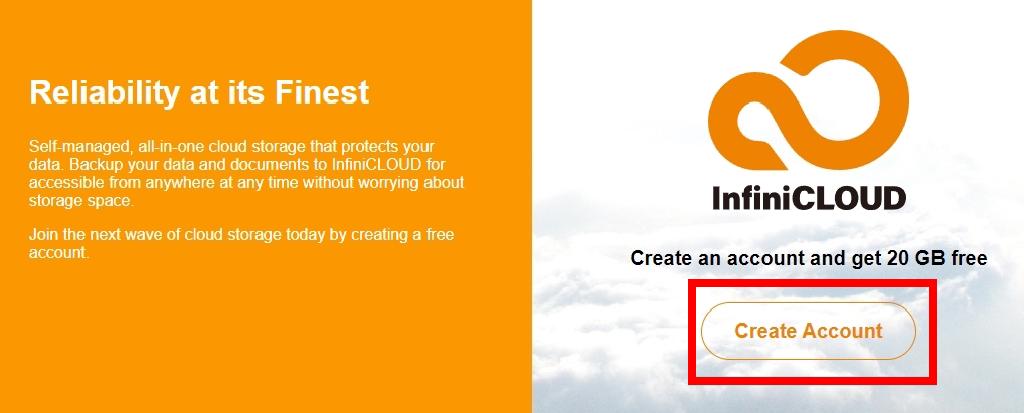 Reliability at its Finest
Self-managed, all-in-one cloud storage that protects your
data. Backup your data and documents to InfiniCLOUD for
accessible from anywhere at any time without worrying about
storage space.
Join the next wave of cloud storage today by creating a free
account.
InfiniCLOUD
Create an account and get 20 GB free
Create Account